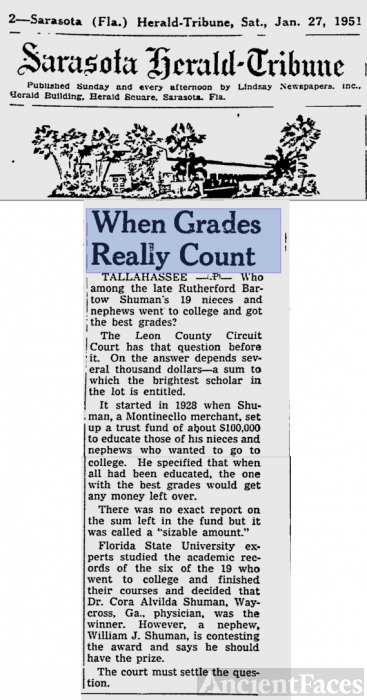 2—Sarasota (Fla.) Herald-Tribune, Sat., Jan. 27, 1951
Sarasota Herald-Tribune
Published Sunday and every afternoon by Lindsay Newspapers, Inc.,
Herald Building, Herald Square, Sarasota, Fla.
When Grades
Really Count
TALLAHASSEE —(P)— Who
among the late Rutherford Bar-
tow Shuman's 19 nieces and
nephews went to college and got
the best grades?
The Leon County Circuit
Court has that question before
it. On the answer depends sev-
eral thousand dollars—a sum to
which the brightest scholar in
the lot is entitled.
It started in 1928 when Shu-
man, a Montinello merchant, set
up a trust fund of about $100,000
to educate those of his nieces and
nephews who wanted to go to
college. He specified that when
all had been educated, the one
with the best grades would get
any money left over.
There was no exact report on
the sum left in the fund but it
was called a "sizable amount."
Florida State University ex-
perts studied the academic rec-
ords of the six of the 19 who
went to college and finished
their courses and decided that
Dr. Cora Alvilda Shuman, Way-
cross, Ga., physician, was the
winner. However, a nephew,
William J. Shuman, is contesting
the award and says he should
have the prize.
The court must settle the ques-
tion.
AncientFaces